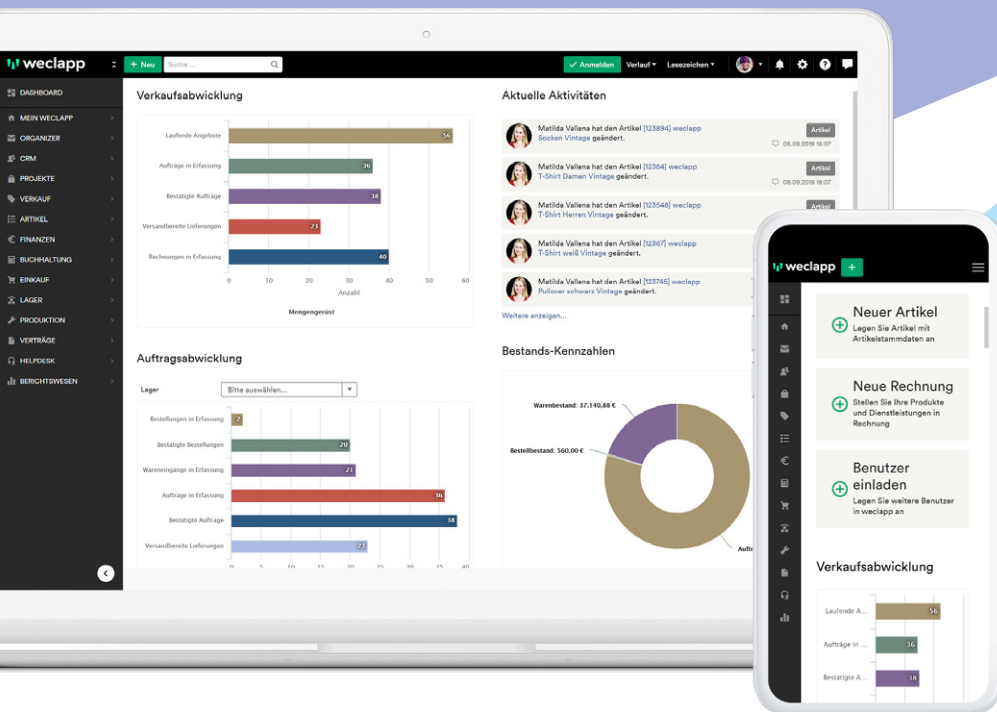 weclapp
+ Neu
Suche ...
Anmelden
Verlauf
Lesezeichen
DASHBOARD
MEIN WECLAPP
ORGANIZER
CRM
PROJEKTE
VERKAUF
ARTIKEL
FINANZEN
BUCHHALTUNG
EINKAUF
LAGER
PRODUKTION
VERTRÄGE
HELPDESK
BERICHTSWESEN
Verkaufsabwicklung
Laufende Angebote 56
Aufträge in Erfassung 36
Bestätigte Aufträge 38
Versandbereite Lieferungen 23
Rechnungen in Erfassung 40
0 10 20 30 40 50 60
Anzahl
Mengengerüst
Auftragsabwicklung
Lager
Bitte auswählen...
Bestellungen in Erfassung 2
Bestätigte Bestellungen 20
Wareneingänge in Erfassung 21
Aufträge in Erfassung 36
Bestätigte Aufträge 38
Versandbereite Lieferungen 23
0 5 10 15 20 25 30 35 40
Aktuelle Aktivitäten
Matilda Vallena hat den Artikel [123894] weclapp
Socken Vintage geändert.
Artikel
06.09.2019 16:07
Matilda Vallena hat den Artikel [12384] weclapp
T-Shirt Damen Vintage geändert.
Artikel
06.09.2019 16:07
Matilda Vallena hat den Artikel [123548] weclapp
T-Shirt Herren Vintage geändert.
Artikel
Matilda Vallena hat den Artikel [12367] weclapp
T-Shirt weiß Vintage geändert.
Matilda Vallena hat den Artikel [123745] weclapp
Pullover schwarz Vintage geändert.
Weitere anzeigen...
Bestands-Kennzahlen
Warenbestand: 37.140,88 €
Bestellbestand: 560,00 €
Auft
weclapp
+
Neuer Artikel
Legen Sie Artikel mit
Artikelstammdaten an
Neue Rechnung
Stellen Sie Ihre Produkte
und Dienstleistungen in
Rechnung
Benutzer
einladen
Legen Sie weitere Benutzer
in weclapp an
Verkaufsabwicklung
Laufende A... 56
Aufträge in ... 36
Bestätigte A... 38